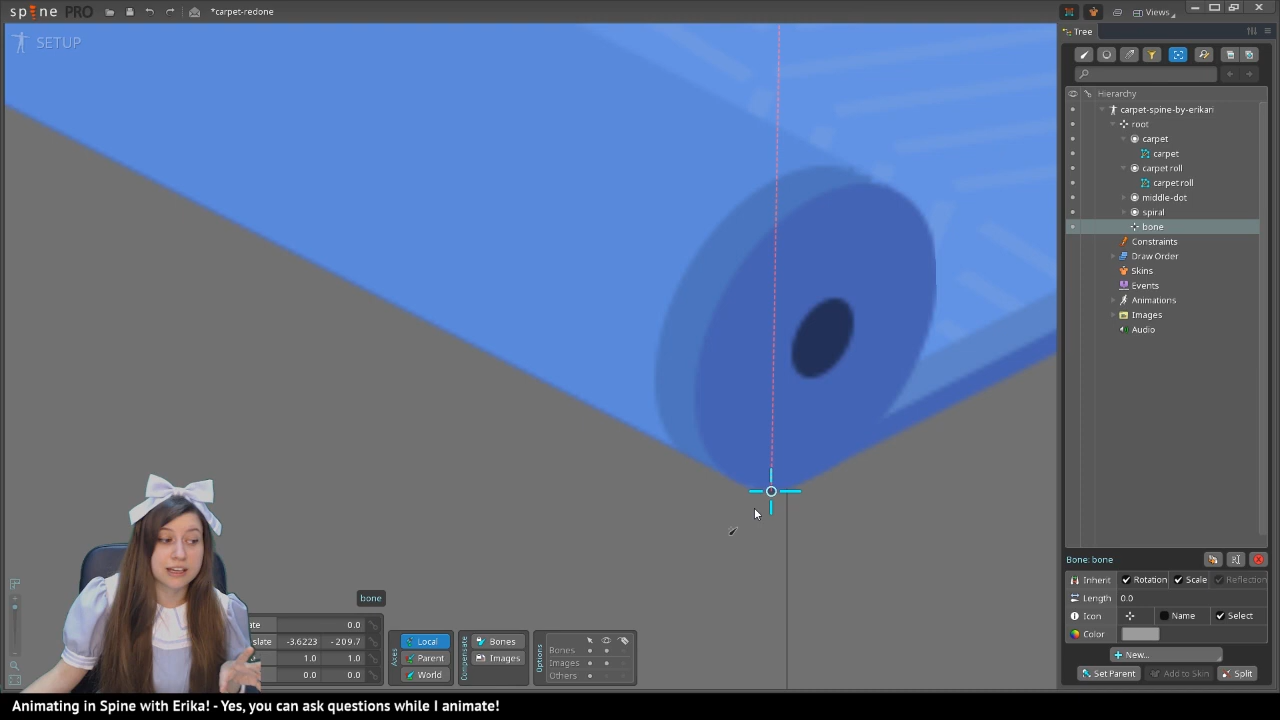 spine PRO
*carpet-redone
Views
SETUP
Tree
Hierarchy
carpet-spine-by-erikari
root
carpet
carpet
carpet roll
carpet roll
middle-dot
spiral
bone
Constraints
Draw Order
Skins
Events
Animations
Images
Audio
Bone: bone
Inherit Rotation Scale Reflection
Length 0.0
Icon Name Select
Color
New...
Set Parent Add to Skin Split
bone
0.0
-3.6223 -209.7
1.0 1.0
0.0 0.0
Axes
Local
Parent
World
Compensate
Bones
Images
Options
Bones
Images
Others
Animating in Spine with Erika! - Yes, you can ask questions while I animate!